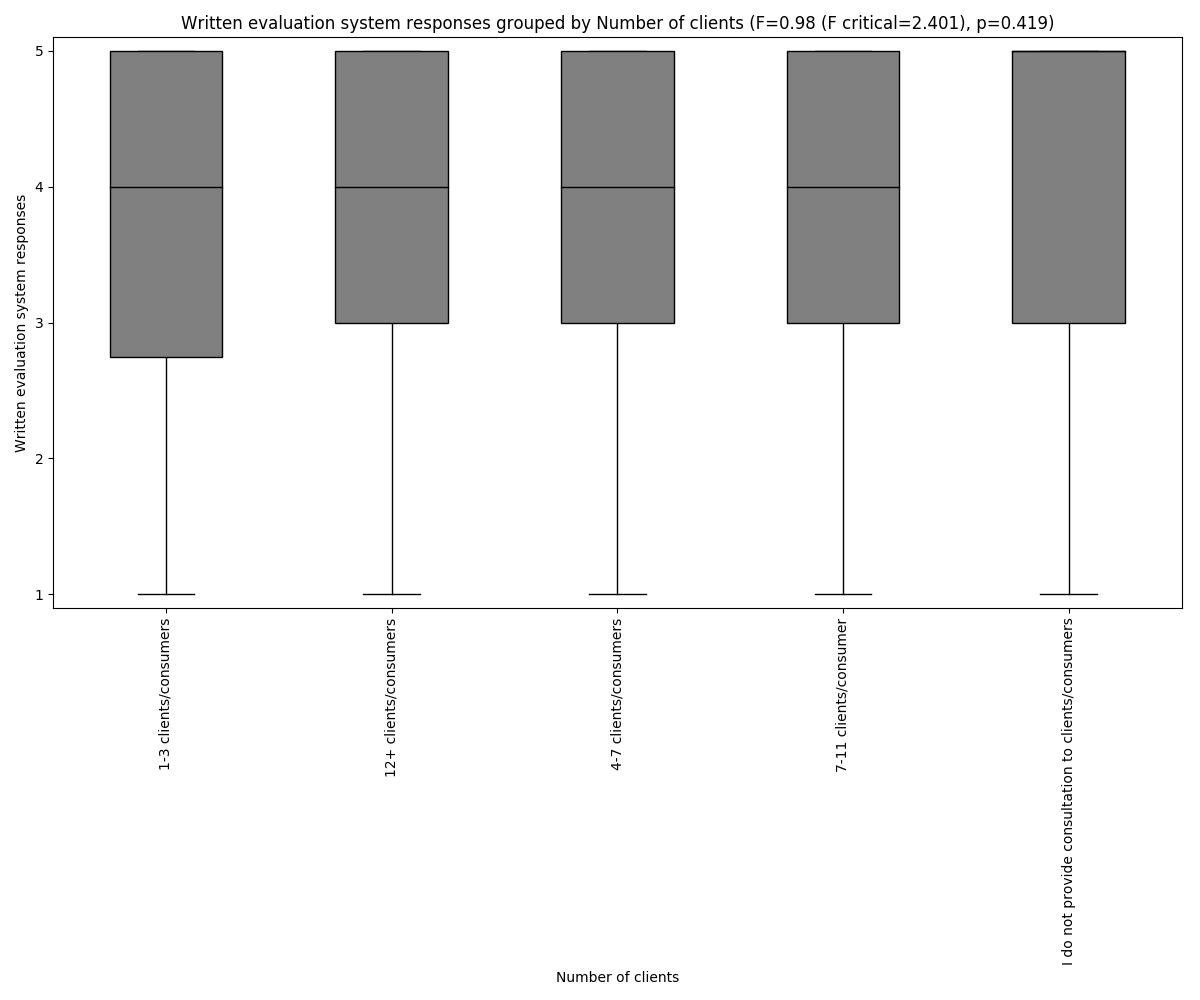 Written evaluation system responses grouped by Number of clients (F=0.98 (F critical=2.401), p=0.419)
Written evaluation system responses
5
4
3
2
1
1-3 clients/consumers
12+ clients/consumers
4-7 clients/consumers
7-11 clients/consumer
I do not provide consultation to clients/consumers
Number of clients